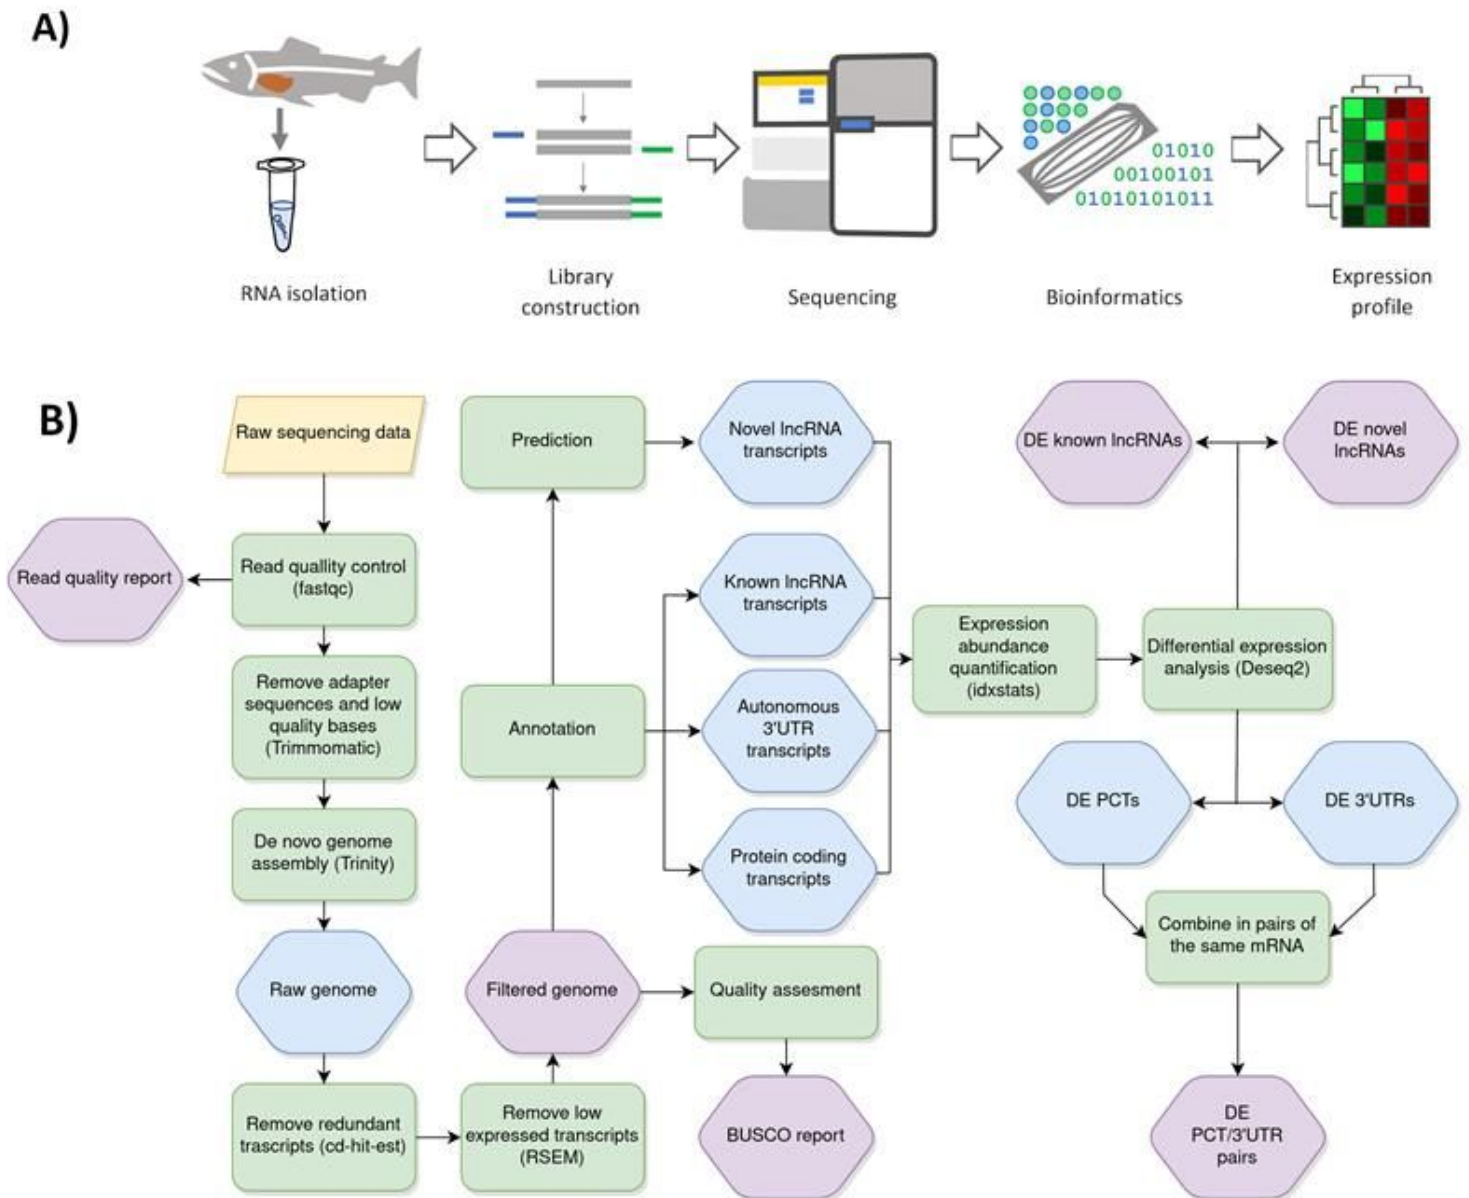 A)
RNA isolation
Library
construction
Sequencing
01010
00100101
01010101011
Bioinformatics
Expression
profile
B)
Raw sequencing data
Read quallity control
(fastqc)
Read quality report
Remove adapter
sequences and low
quality bases
(Trimmomatic)
De novo genome
assembly (Trinity)
Raw genome
Remove redundant
trascripts (cd-hit-est)
Remove low
expressed transcripts
(RSEM)
Filtered genome
Quality assesment
BUSCO report
Annotation
Prediction
Novel lncRNA
transcripts
Known lncRNA
transcripts
Autonomous
3'UTR
transcripts
Protein coding
transcripts
Expression
abundance
quantification
(idxstats)
Differential expression
analysis (Deseq2)
DE known lncRNAs
DE novel
lncRNAs
DE PCTs
DE 3'UTRs
Combine in pairs of
the same mRNA
DE
PCT/3'UTR
pairs